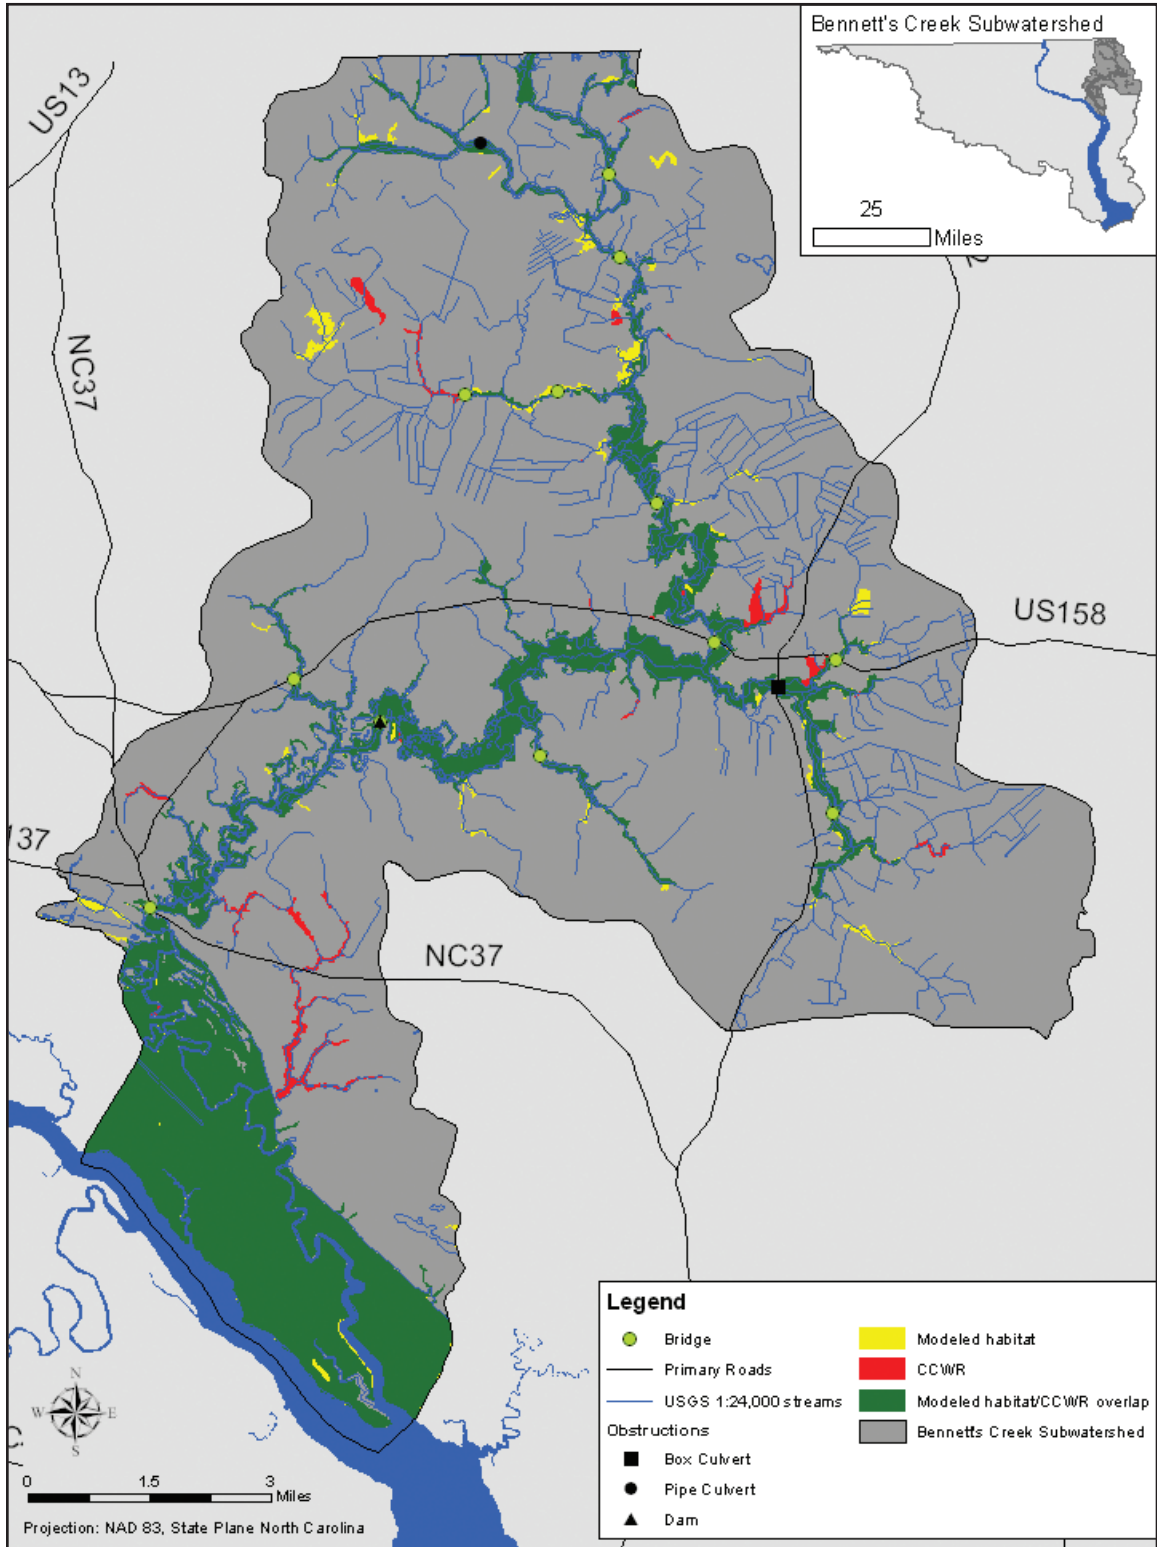 Bennett's Creek Subwatershed
25
Miles
US13
NC37
US158
137
NC37
Legend
Bridge
Primary Roads
USGS 1:24,000 streams
Obstructions
Box Culvert
Pipe Culvert
Dam
Modeled habitat
CCWR
Modeled habitat/CCWR overlap
Bennett's Creek Subwatershed
N
W
E
S
0
1.5
3
Miles
Projection: NAD 83, State Plane North Carolina